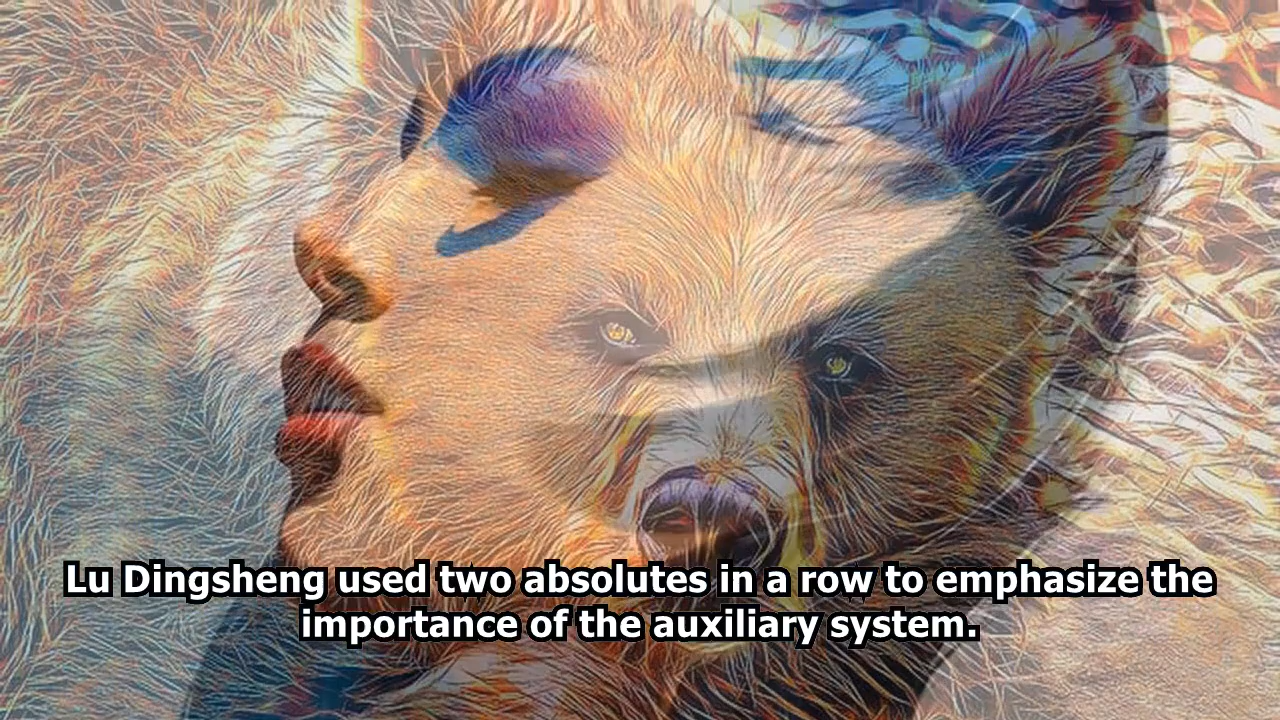 Lu Dingsheng used two absolutes in a row to emphasize the
importance of the auxiliary system.